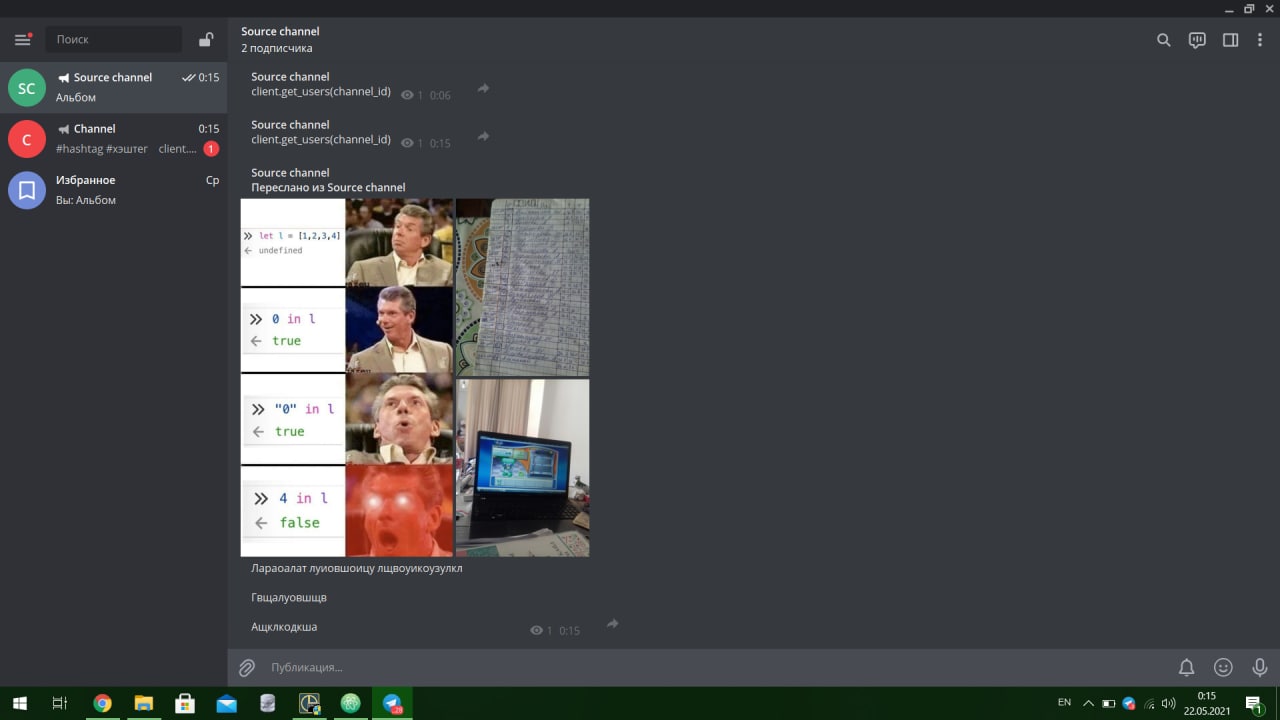 Поиск
Source channel
0:15
Альбом
Channel
0:15
#hashtag #хэштег client....
1
Избранное
Ср
Вы: Альбом
SC
C
Source channel
2 подписчика
Source channel
client.get_users(channel_id)
1 0:06
Source channel
client.get_users(channel_id)
1 0:15
Source channel
Переслано из Source channel
» let l = [1,2,3,4]
← undefined
» 0 in l
← true
» "0" in l
← true
» 4 in l
← false
Лараоалат луиовшоицу лщвоуикоузулкл
Гвщалуовшщв
Ащклкодкша
1 0:15
Публикация...
EN
0:15
22.05.2021
1